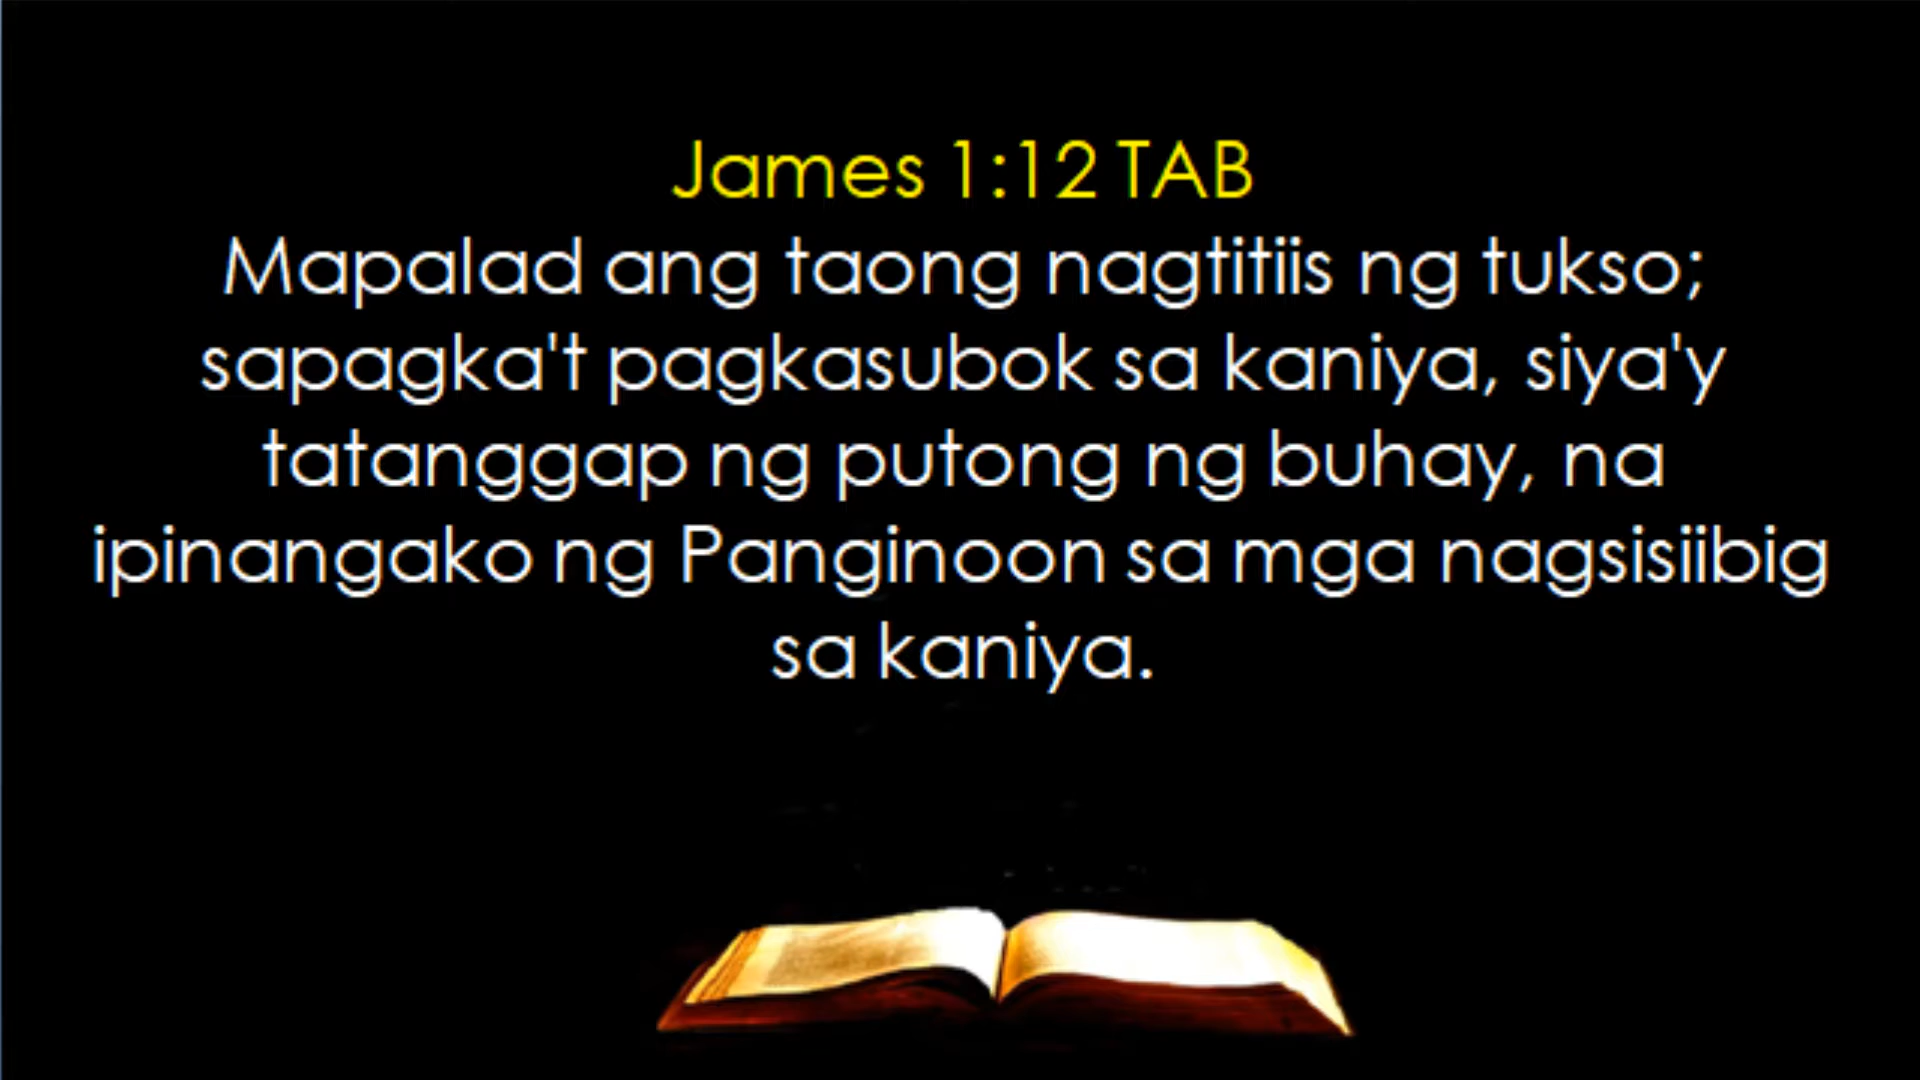 James 1:12 TAB
Mapalad ang taong nagtitiis ng tukso;
sapagka't pagkasubok sa kaniya, siya'y
tatanggap ng putong ng buhay, na
ipinangako ng Panginoon sa mga nagsisiibig
sa kaniya.